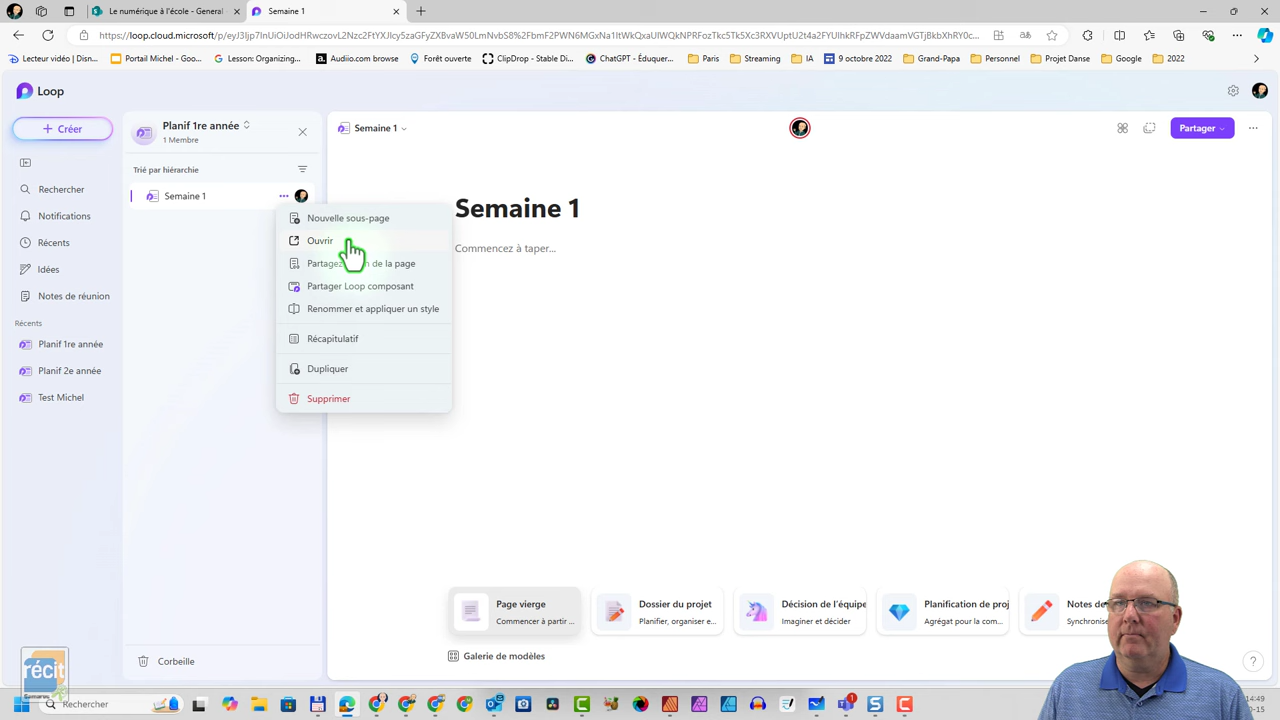 Le numérique à l'école - General
Semaine 1
https://loop.cloud.microsoft/p/
Lecteur vidéo | Disn...
Portail Michel - Goo...
Lesson: Organizing...
Audiio.com browse
Forêt ouverte
ClipDrop - Stable Di...
ChatGPT - Éduquer...
Paris
Streaming
IA
9 octobre 2022
Grand-Papa
Personnel
Projet Danse
Google
2022
Loop
Créer
Planif 1re année
1 Membre
Semaine 1
Partager
Trié par hiérarchie
Rechercher
Semaine 1
Notifications
Nouvelle sous-page
Semaine 1
Récents
Ouvrir
Commencez à taper...
Idées
de la page
Notes de réunion
Partager Loop composant
Récents
Renommer et appliquer un style
Planif 1re année
Récapitulatif
Planif 2e année
Dupliquer
Test Michel
Supprimer
Page vierge
Commencer à partir ...
Dossier du projet
Planifier, organiser e...
Décision de l'équipe
Imaginer et décider
Planification de proj
Agrégat pour la com...
Notes de
Synchronise
Galerie de modèles
Corbeille
récit
Rechercher
14:49